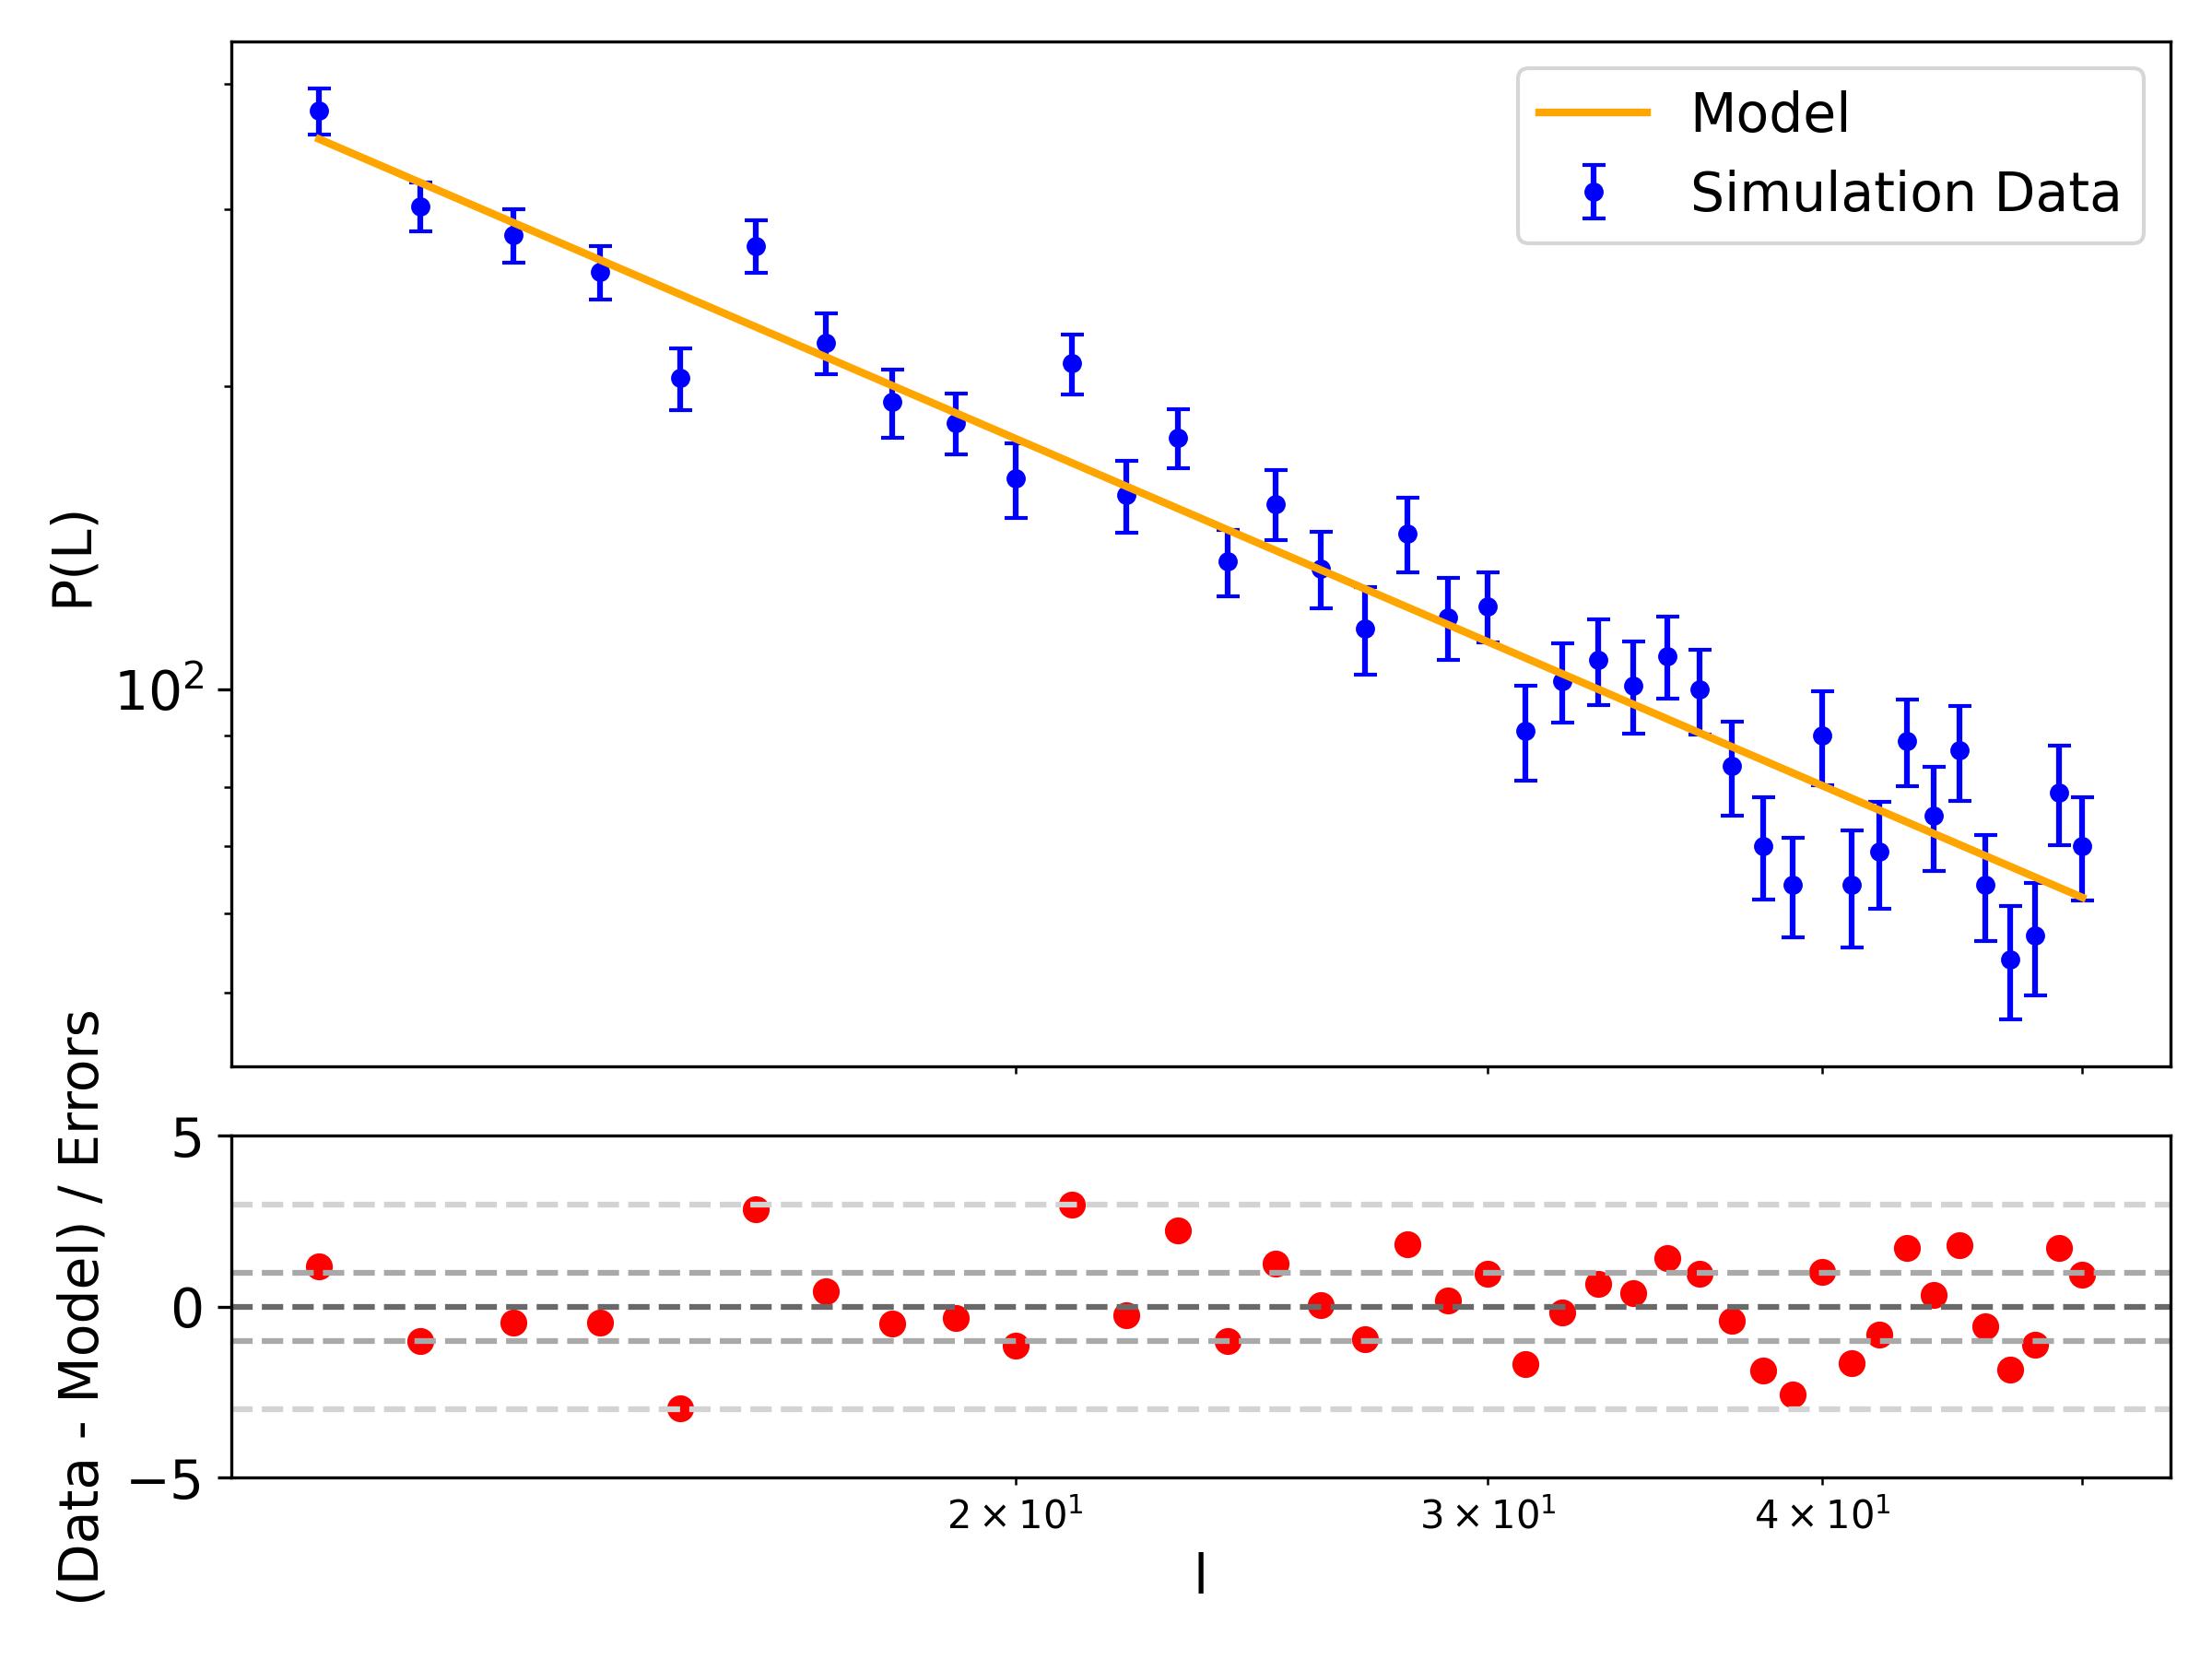 Model
Simulation Data
P(L)
10²
(Data - Model) / Errors
5
0
−5
2 × 10¹
3 × 10¹
4 × 10¹
l